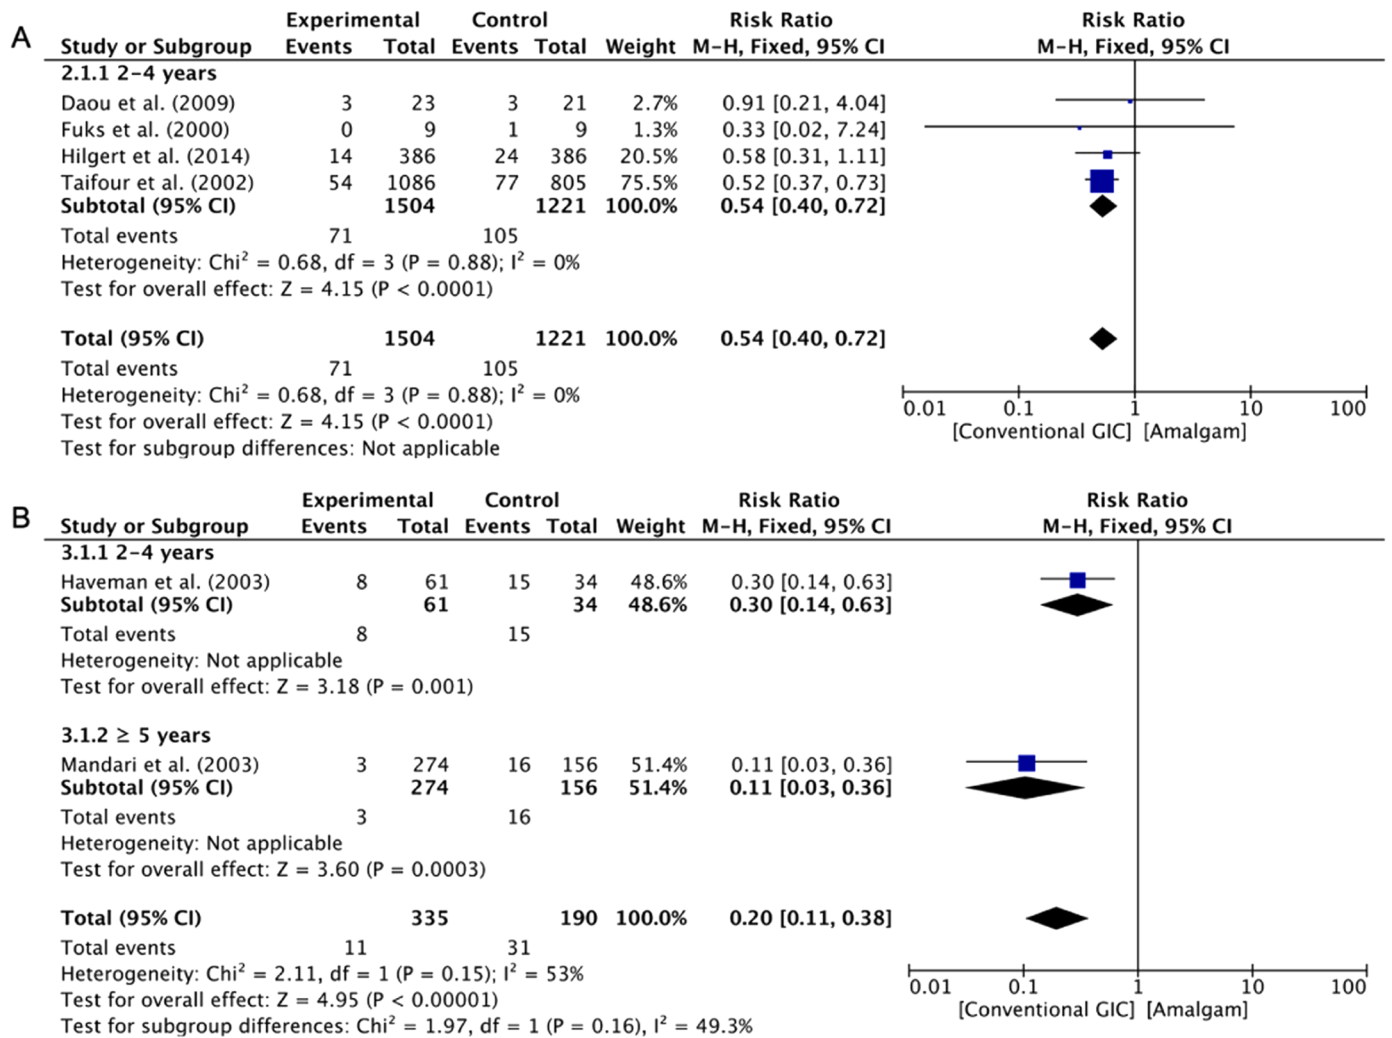 A
Experimental Control Risk Ratio Risk Ratio
Study or Subgroup Events Total Events Total Weight M-H, Fixed, 95% CI M-H, Fixed, 95% CI
2.1.1 2-4 years
Daou et al. (2009) 3 23 3 21 2.7% 0.91 [0.21, 4.04]
Fuks et al. (2000) 0 9 1 9 1.3% 0.33 [0.02, 7.24]
Hilgert et al. (2014) 14 386 24 386 20.5% 0.58 [0.31, 1.11]
Taifour et al. (2002) 54 1086 77 805 75.5% 0.52 [0.37, 0.73]
Subtotal (95% CI) 1504 1221 100.0% 0.54 [0.40, 0.72]
Total events 71 105
Heterogeneity: Chi² = 0.68, df = 3 (P = 0.88); I² = 0%
Test for overall effect: Z = 4.15 (P < 0.0001)
Total (95% CI) 1504 1221 100.0% 0.54 [0.40, 0.72]
Total events 71 105
Heterogeneity: Chi² = 0.68, df = 3 (P = 0.88); I² = 0%
Test for overall effect: Z = 4.15 (P < 0.0001)
Test for subgroup differences: Not applicable
0.01 0.1 1 10 100
[Conventional GIC] [Amalgam]
B
Experimental Control Risk Ratio Risk Ratio
Study or Subgroup Events Total Events Total Weight M-H, Fixed, 95% CI M-H, Fixed, 95% CI
3.1.1 2-4 years
Haveman et al. (2003) 8 61 15 34 48.6% 0.30 [0.14, 0.63]
Subtotal (95% CI) 61 34 48.6% 0.30 [0.14, 0.63]
Total events 8 15
Heterogeneity: Not applicable
Test for overall effect: Z = 3.18 (P = 0.001)
3.1.2 ≥ 5 years
Mandari et al. (2003) 3 274 16 156 51.4% 0.11 [0.03, 0.36]
Subtotal (95% CI) 274 156 51.4% 0.11 [0.03, 0.36]
Total events 3 16
Heterogeneity: Not applicable
Test for overall effect: Z = 3.60 (P = 0.0003)
Total (95% CI) 335 190 100.0% 0.20 [0.11, 0.38]
Total events 11 31
Heterogeneity: Chi² = 2.11, df = 1 (P = 0.15); I² = 53%
Test for overall effect: Z = 4.95 (P < 0.00001)
Test for subgroup differences: Chi² = 1.97, df = 1 (P = 0.16), I² = 49.3%
0.01 0.1 1 10 100
[Conventional GIC] [Amalgam]